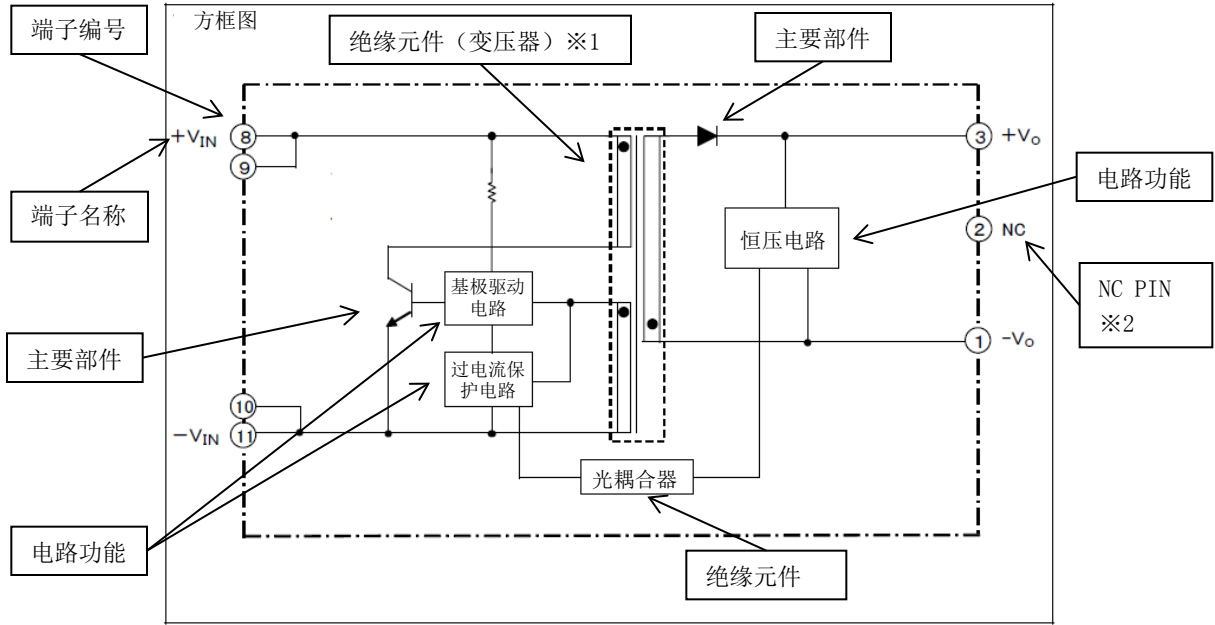 端子编号
方框图
绝缘元件（变压器）※1
主要部件
+VIN
8
9
3
+Vo
端子名称
电路功能
恒压电路
2
NC
NC PIN
※2
基极驱动
电路
主要部件
过电流保
护电路
1
-Vo
10
-VIN
11
光耦合器
电路功能
绝缘元件